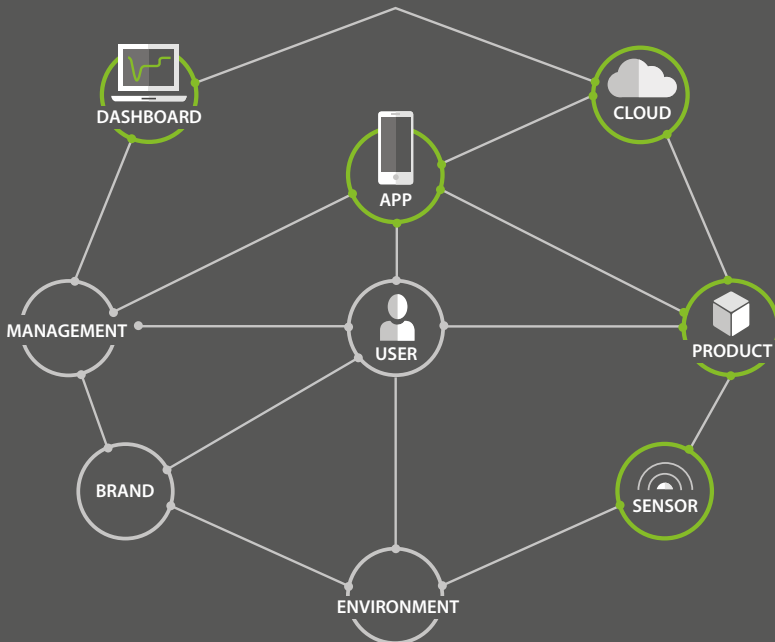 DASHBOARD
CLOUD
APP
MANAGEMENT
USER
PRODUCT
BRAND
SENSOR
ENVIRONMENT